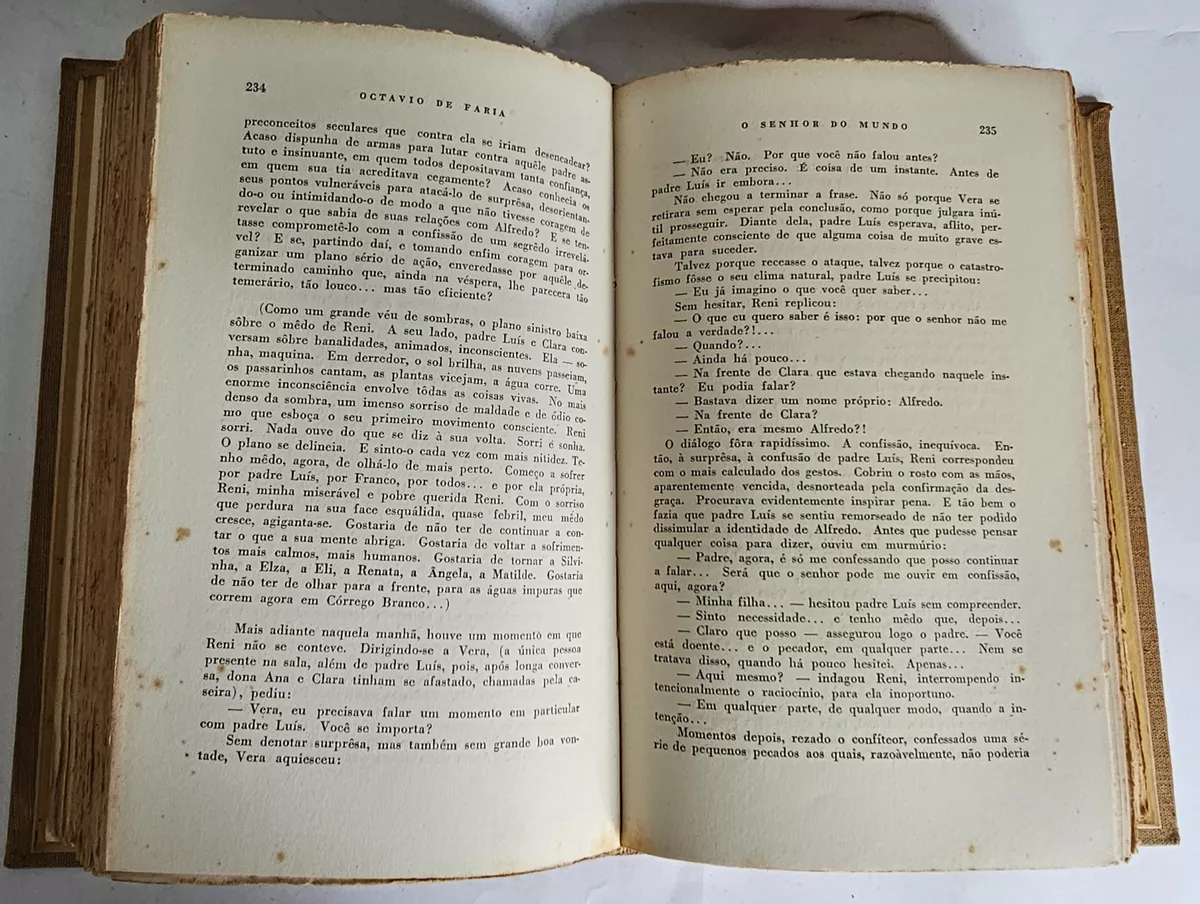 234
OCTAVIO DE FARIA
preconceitos seculares que contra ela se iriam desencadear?
Acaso dispunha de armas para lutar contra aquêle padre as-
tuto e insinuante, em quem todos depositavam tanta confiança,
em quem sua tia acreditava cegamente? Acaso conhecia os
seus pontos vulneráveis para atacá-lo de surprêsa, desorientan-
do-o ou intimidando-o de modo a que não tivesse coragem de
revelar o que sabia de suas relações com Alfredo? E se ten-
tasse comprometê-lo com a confissão de um segrêdo irrevelá-
vel? E se, partindo daí, e tomando enfim coragem para or-
ganizar um plano sério de ação, enveredasse por aquêle de-
terminado caminho que, ainda na véspera, lhe parecera tão
temerário, tão louco... mas tão eficiente?
(Como um grande véu de sombras, o plano sinistro baixa
sôbre o mêdo de Reni. A seu lado, padre Luís e Clara con-
versam sôbre banalidades, animados, inconscientes. Ela — so-
nha, maquina. Em derredor, o sol brilha, as nuvens passeiam,
os passarinhos cantam, as plantas vicejam, a água corre. Uma
enorme inconsciência envolve tôdas as coisas vivas. No mais
denso da sombra, um imenso sorriso de maldade e de ódio co-
mo que esboça o seu primeiro movimento consciente. Reni
sorri. Nada ouve do que se diz à sua volta. Sorri e sonha.
O plano se delineia. E sinto-o cada vez com mais nitidez. Te-
nho mêdo, agora, de olhá-lo de mais perto. Começo a sofrer
por padre Luís, por Franco, por todos... e por ela própria,
Reni, minha miserável e pobre querida Reni. Com o sorriso
que perdura na sua face esquálida, quase febril, meu mêdo
cresce, agiganta-se. Gostaria de não ter de continuar a con-
tar o que a sua mente abriga. Gostaria de voltar a sofrimen-
tos mais calmos, mais humanos. Gostaria de tornar a Silvi-
nha, a Elza, a Eli, a Renata, a Ângela, a Matilde. Gostaria
de não ter de olhar para a frente, para as águas impuras que
correm agora em Córrego Branco...)
Mais adiante naquela manhã, houve um momento em que
Reni não se conteve. Dirigindo-se a Vera, (a única pessoa
presente na sala, além de padre Luís, pois, após longa conver-
sa, dona Ana e Clara tinham se afastado, chamadas pela ca-
seira), pediu:
— Vera, eu precisava falar um momento em particular
com padre Luís. Você se importa?
Sem denotar surprêsa, mas também sem grande boa von-
tade, Vera aquiesceu:
O SENHOR DO MUNDO
235
— Eu? Não. Por que você não falou antes?
— Não era preciso. É coisa de um instante. Antes de
padre Luís ir embora...
Não chegou a terminar a frase. Não só porque Vera se
retirara sem esperar pela conclusão, como porque julgara inú-
til prosseguir. Diante dela, padre Luís esperava, aflito, per-
feitamente consciente de que alguma coisa de muito grave es-
tava para suceder.
Talvez porque receasse o ataque, talvez porque o catastro-
fismo fôsse o seu clima natural, padre Luís se precipitou:
— Eu já imagino o que você quer saber...
Sem hesitar, Reni replicou:
— O que eu quero saber é isso: por que o senhor não me
falou a verdade?!...
— Quando?...
— Ainda há pouco...
— Na frente de Clara que estava chegando naquele ins-
tante? Eu podia falar?
— Bastava dizer um nome próprio: Alfredo.
— Na frente de Clara?
— Então, era mesmo Alfredo?!
O diálogo fôra rapidíssimo. A confissão, inequívoca. En-
tão, à surprêsa, à confusão de padre Luís, Reni correspondeu
com o mais calculado dos gestos. Cobriu o rosto com as mãos,
aparentemente vencida, desnorteada pela confirmação da des-
graça. Procurava evidentemente inspirar pena. E tão bem o
fazia que padre Luís se sentiu remorseado de não ter podido
dissimular a identidade de Alfredo. Antes que pudesse pensar
qualquer coisa para dizer, ouviu em murmúrio:
— Padre, agora, é só me confessando que posso continuar
a falar... Será que o senhor pode me ouvir em confissão,
aqui, agora?
— Minha filha... — hesitou padre Luís sem compreender.
— Sinto necessidade... e tenho mêdo que, depois...
— Claro que posso — assegurou logo o padre. — Você
está doente... e o pecador, em qualquer parte... Nem se
tratava disso, quando há pouco hesitei. Apenas...
— Aqui mesmo? — indagou Reni, interrompendo in-
tencionalmente o raciocínio, para ela inoportuno.
— Em qualquer parte, de qualquer modo, quando a in-
tenção...
Momentos depois, rezado o confíteor, confessados uma sé-
rie de pequenos pecados aos quais, razoàvelmente, não poderia